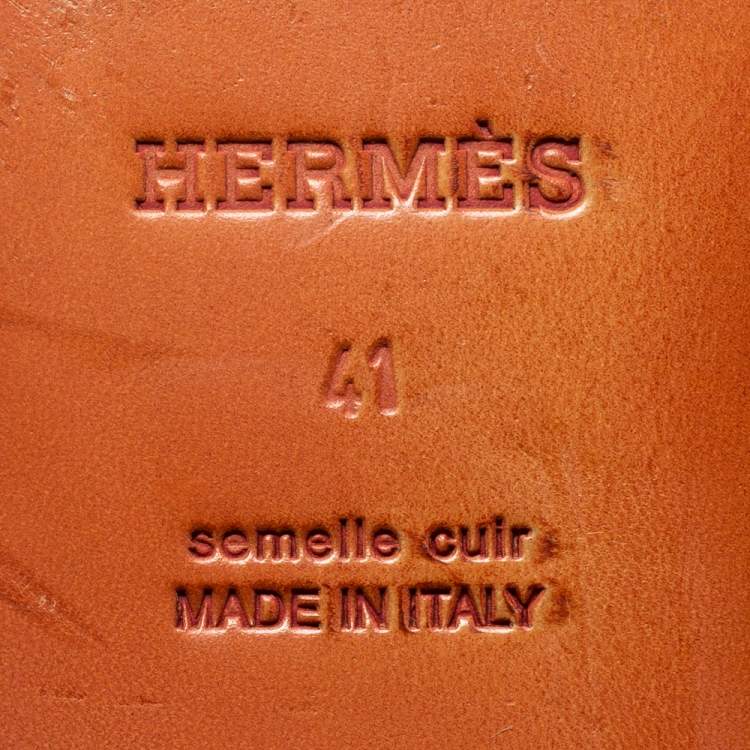 HERMÈS
41
semelle cuir
MADE IN ITALY